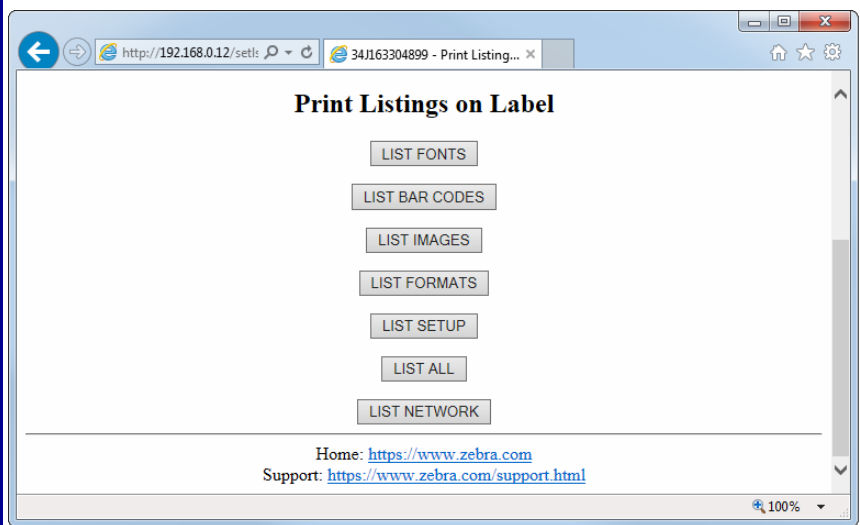 http://192.168.0.12/setl
34J163304899 - Print Listing...
Print Listings on Label
LIST FONTS
LIST BAR CODES
LIST IMAGES
LIST FORMATS
LIST SETUP
LIST ALL
LIST NETWORK
Home: https://www.zebra.com
Support: https://www.zebra.com/support.html
100%